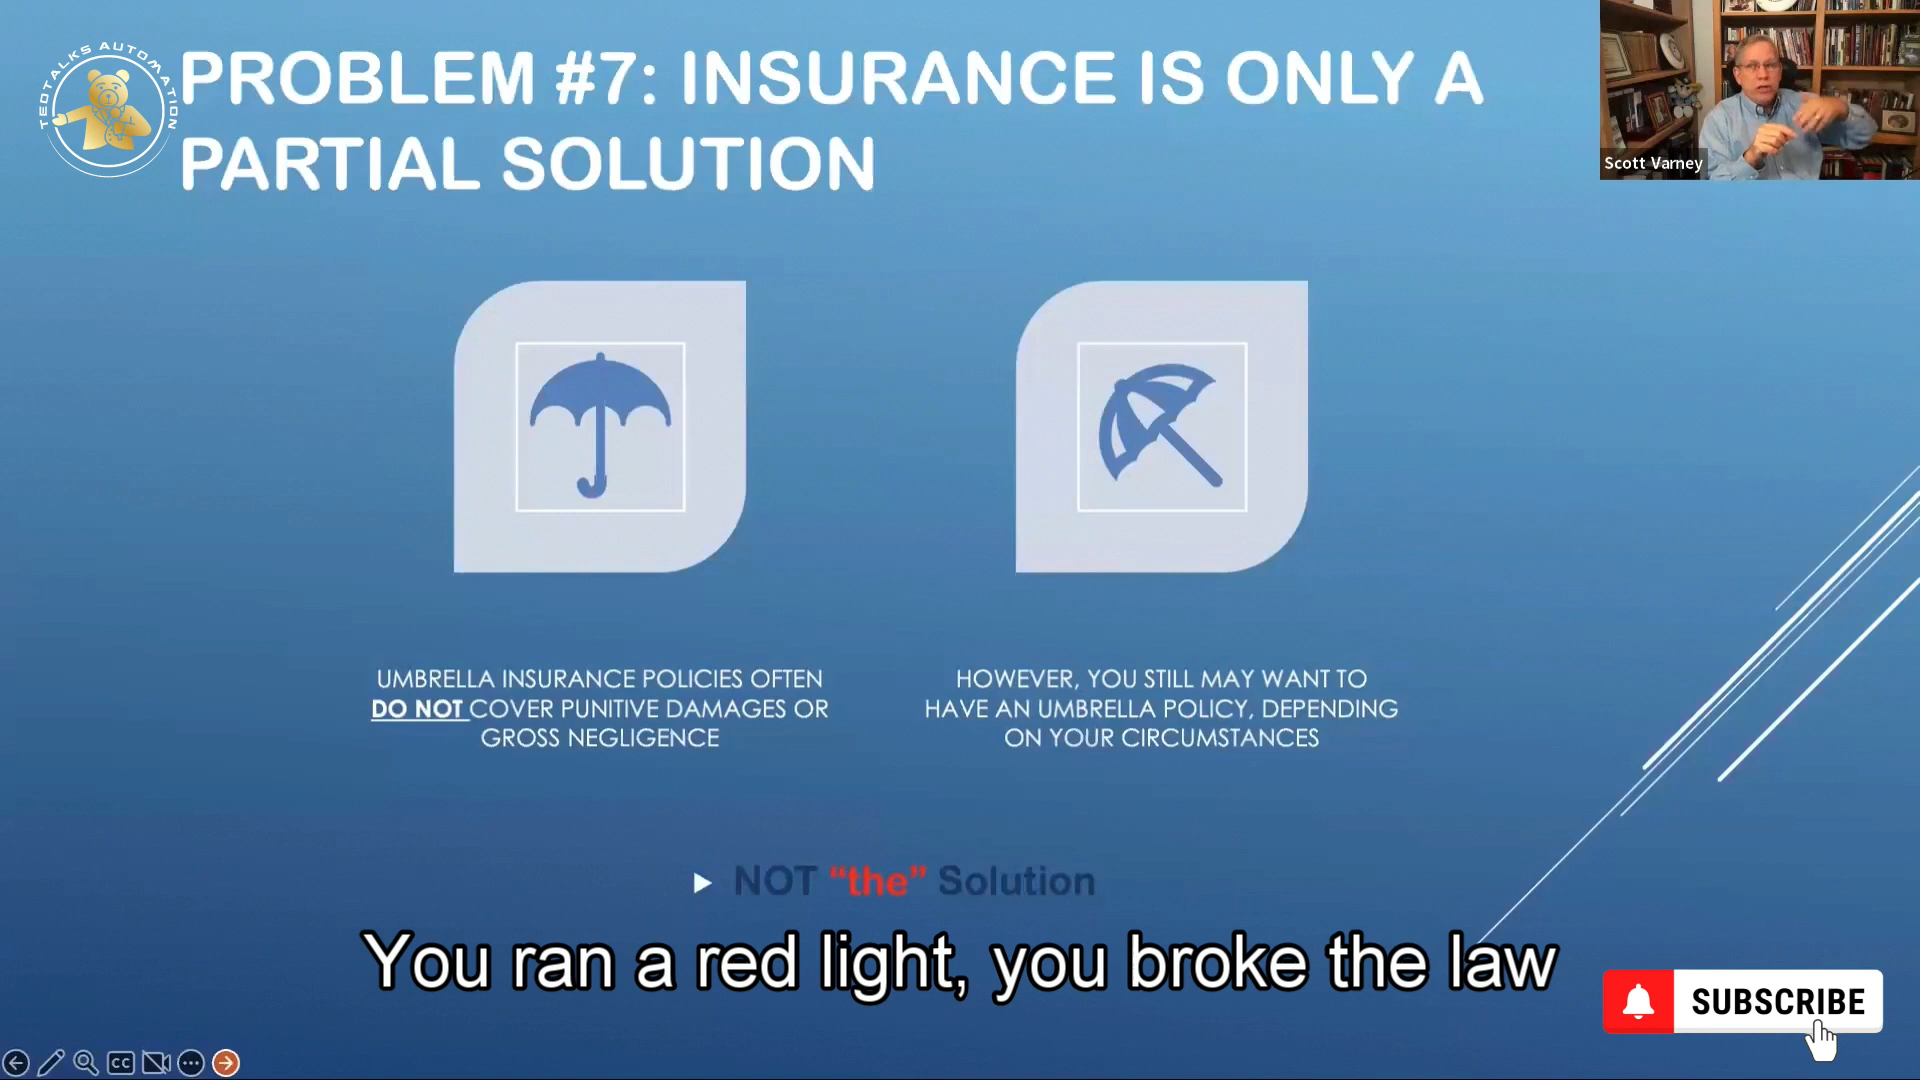 TEDTALKS AUTOMATION
PROBLEM #7: INSURANCE IS ONLY A
PARTIAL SOLUTION
Scott Varney
UMBRELLA INSURANCE POLICIES OFTEN
DO NOT COVER PUNITIVE DAMAGES OR
GROSS NEGLIGENCE
HOWEVER, YOU STILL MAY WANT TO
HAVE AN UMBRELLA POLICY, DEPENDING
ON YOUR CIRCUMSTANCES
NOT “the” Solution
You ran a red light, you broke the law
SUBSCRIBE
CC